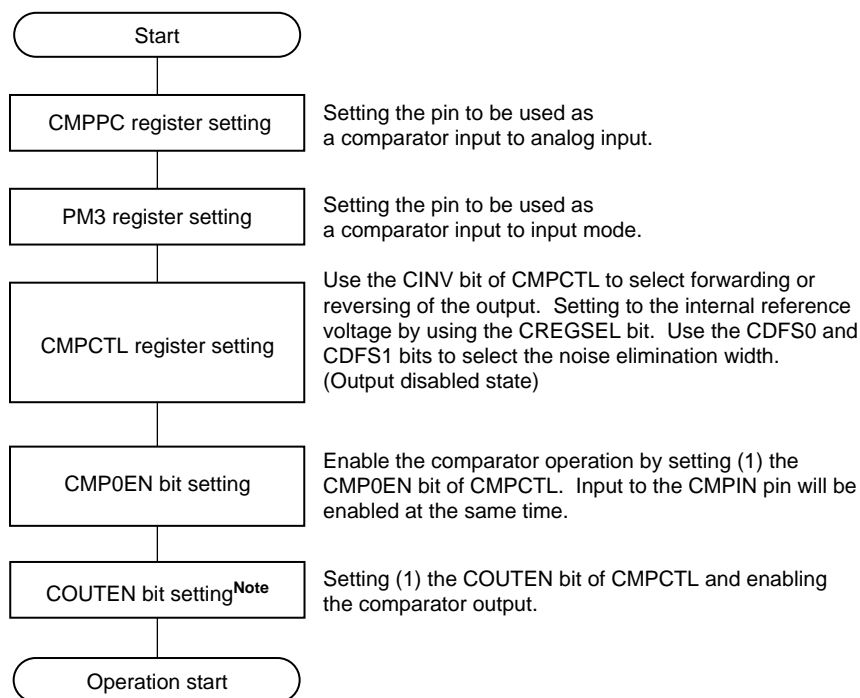 Start
CMPPC register setting
Setting the pin to be used as
a comparator input to analog input.
PM3 register setting
Setting the pin to be used as
a comparator input to input mode.
CMPCTL register setting
Use the CINV bit of CMPCTL to select forwarding or
reversing of the output.  Setting to the internal reference
voltage by using the CREGSEL bit.  Use the CDFS0 and
CDFS1 bits to select the noise elimination width.
(Output disabled state)
CMP0EN bit setting
Enable the comparator operation by setting (1) the
CMP0EN bit of CMPCTL.  Input to the CMPIN pin will be
enabled at the same time.
COUTEN bit settingNote
Setting (1) the COUTEN bit of CMPCTL and enabling
the comparator output.
Operation start